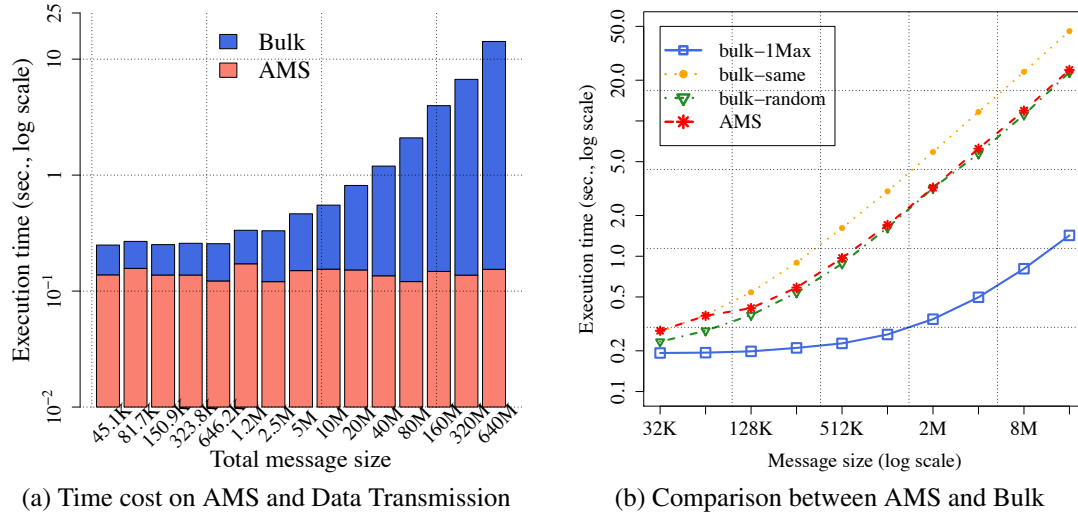 Execution time (sec., log scale)
25
10
1
10⁻¹
10⁻²
Bulk
AMS
45.1K
81.7K
150.9K
323.8K
646.2K
1.2M
2.5M
5M
10M
20M
40M
80M
160M
320M
640M
Total message size
(a) Time cost on AMS and Data Transmission
Execution time (sec., log scale)
50.0
20.0
5.0
2.0
1.0
0.5
0.2
0.1
bulk−1Max
bulk−same
bulk−random
AMS
32K
128K
512K
2M
8M
Message size (log scale)
(b) Comparison between AMS and Bulk